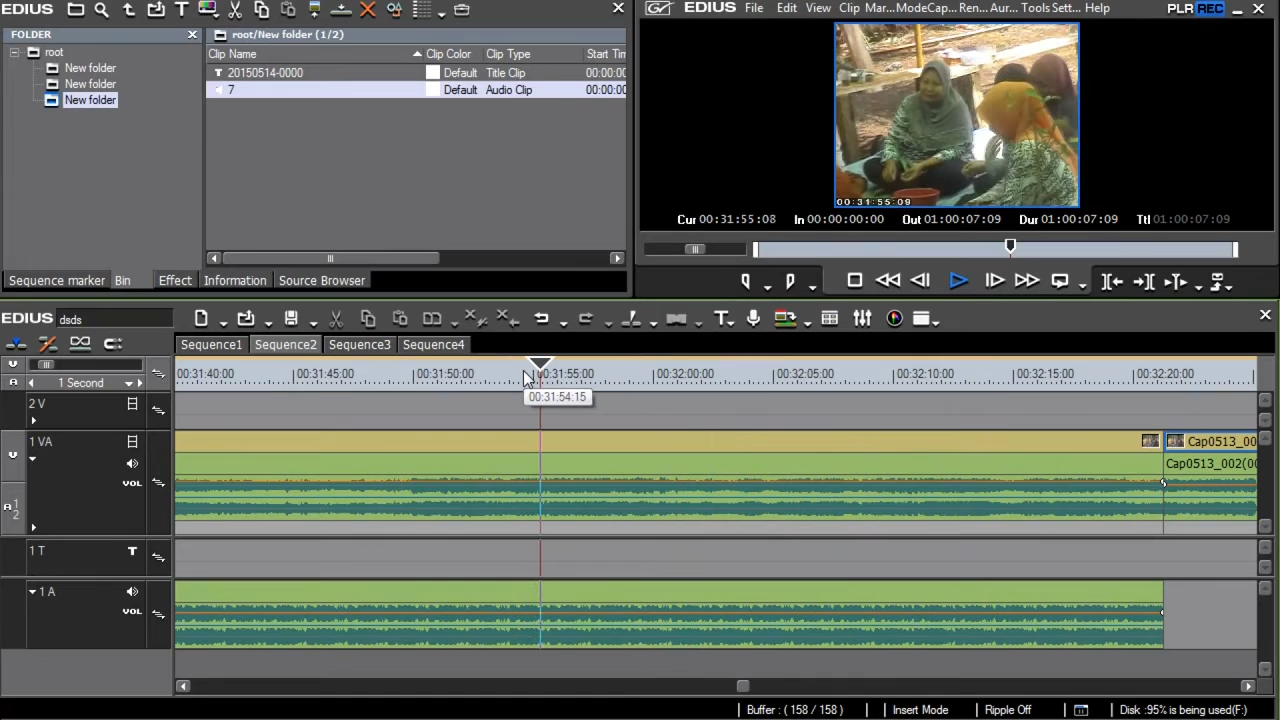 EDIUS
FOLDER
root
New folder
New folder
New folder
root/New folder (1/2)
Clip Name Clip Color Clip Type Start Tim
20150514-0000 Default Title Clip 00:00:00
7 Default Audio Clip 00:00:00
Sequence marker Bin Effect Information Source Browser
EDIUS File Edit View Clip Mar...ModeCap...Ren...Aur...Tools Sett... Help PLR REC
00:31:55:09
Cur 00:31:55:08 In 00:00:00:00 Out 01:00:07:09 Dur 01:00:07:09 Ttl 01:00:07:09
EDIUS dsds
Sequence1 Sequence2 Sequence3 Sequence4
1 Second
00:31:40:00 00:31:45:00 00:31:50:00 00:31:55:00 00:32:00:00 00:32:05:00 00:32:10:00 00:32:15:00 00:32:20:00
00:31:54:15
2 V
1 VA
Cap0513_00
Cap0513_002(00
VOL
A 1
2
1 T T
1 A
VOL
Buffer : ( 158 / 158 ) Insert Mode Ripple Off Disk :95% is being used(F:)